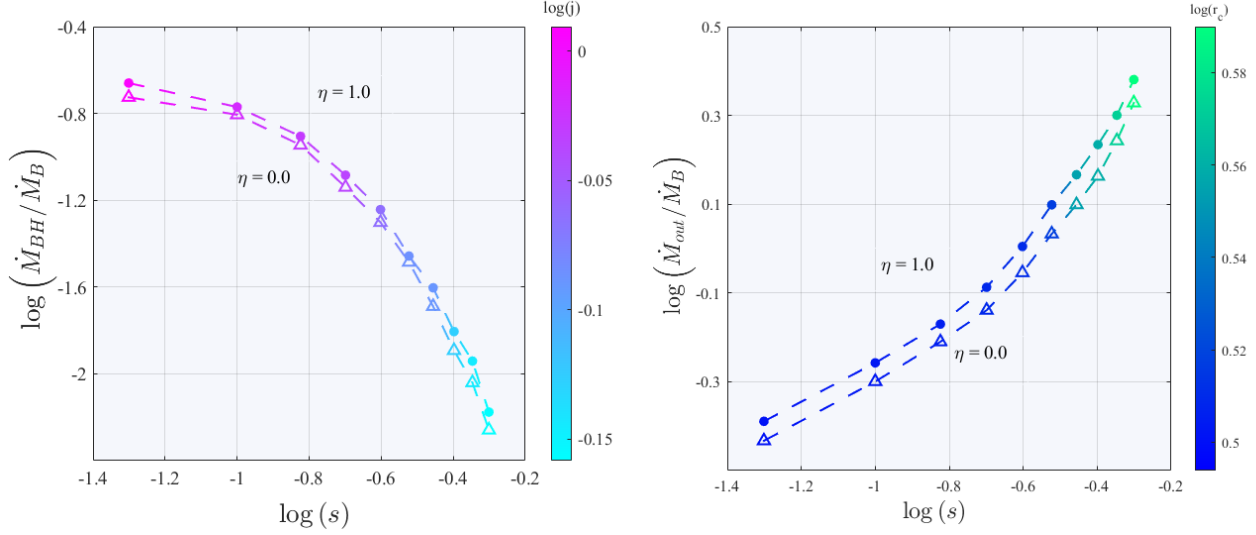 log(j)
-0.4
-0.8
-1.2
-1.6
-2
log (Ṁ_BH/Ṁ_B)
η = 1.0
η = 0.0
-1.4 -1.2 -1 -0.8 -0.6 -0.4 -0.2
log (s)
0
-0.05
-0.1
-0.15
log(r_c)
0.5
0.3
0.1
-0.1
-0.3
log (Ṁ_out/Ṁ_B)
η = 1.0
η = 0.0
-1.4 -1.2 -1 -0.8 -0.6 -0.4 -0.2
log (s)
0.58
0.56
0.54
0.52
0.5